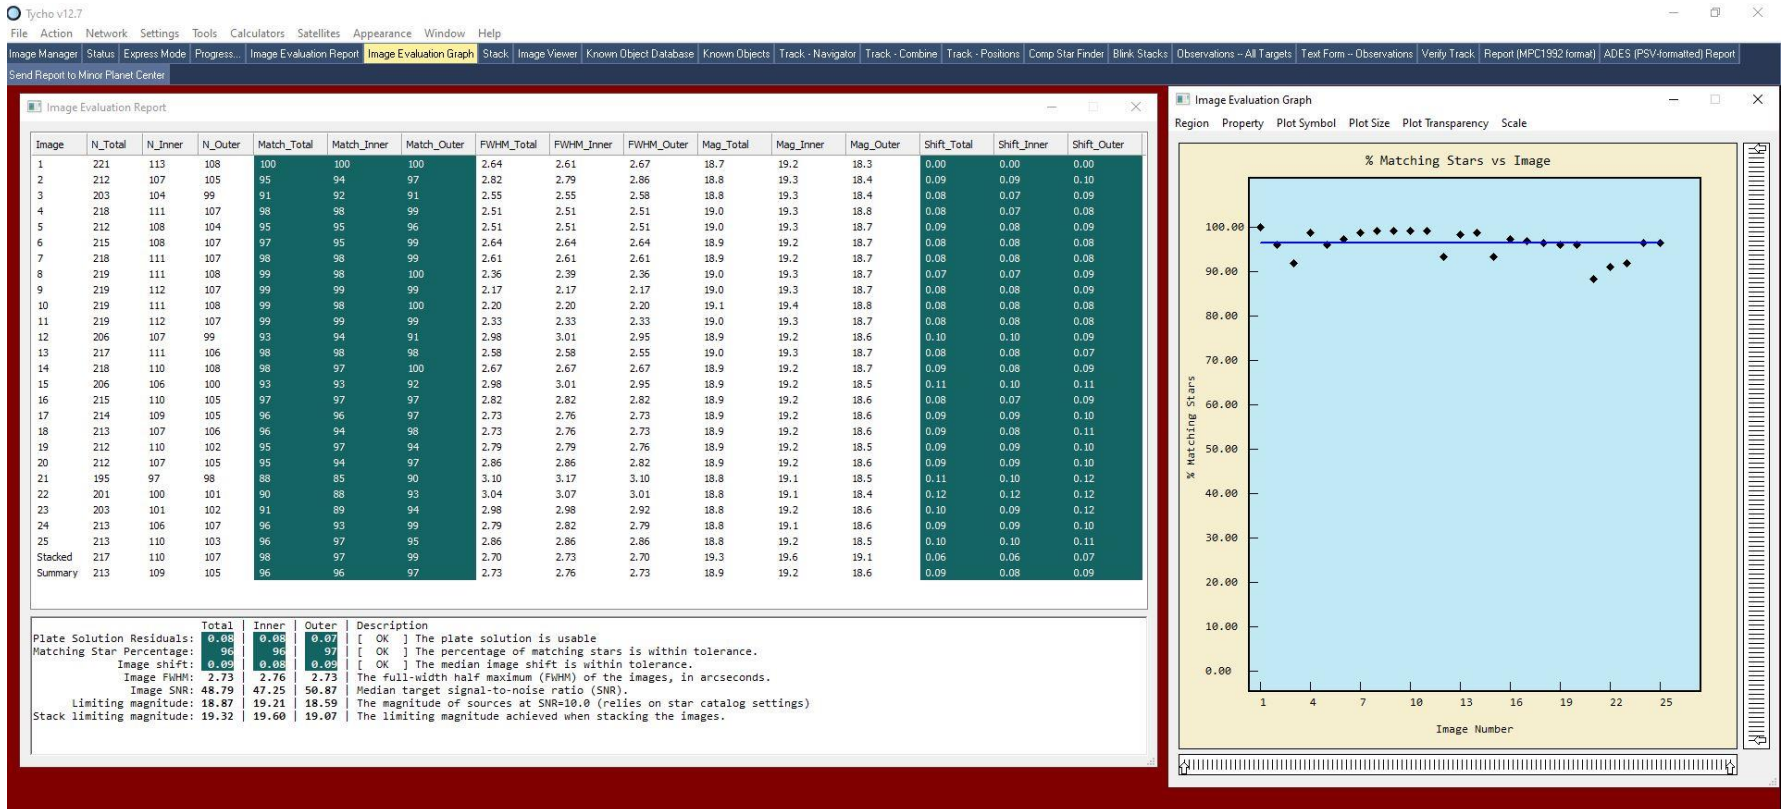 Tycho v12.7
File Action Network Settings Tools Calculators Satellites Appearance Window Help
Image Manager Status Express Mode Progress... Image Evaluation Report Image Evaluation Graph Stack Image Viewer Known Object Database Known Objects Track - Navigator Track - Combine Track - Positions Comp Star Finder Blink Stacks Observations -- All Targets Text Form -- Observations Verify Track Report (MPC1992 format) ADES (PSV-formatted) Report
Send Report to Minor Planet Center
Image Evaluation Report
Image N_Total N_Inner N_Outer Match_Total Match_Inner Match_Outer FWHM_Total FWHM_Inner FWHM_Outer Mag_Total Mag_Inner Mag_Outer Shift_Total Shift_Inner Shift_Outer
1 221 113 108 100 100 100 2.64 2.61 2.67 18.7 19.2 18.3 0.00 0.00 0.00
2 212 107 105 95 94 97 2.82 2.79 2.86 18.8 19.3 18.4 0.09 0.09 0.10
3 203 104 99 91 92 91 2.55 2.55 2.58 18.8 19.3 18.4 0.08 0.07 0.09
4 218 111 107 98 98 99 2.51 2.51 2.51 19.0 19.3 18.8 0.08 0.07 0.08
5 212 108 104 95 95 96 2.51 2.51 2.51 19.0 19.3 18.7 0.09 0.08 0.09
6 215 108 107 97 95 99 2.64 2.64 2.64 18.9 19.2 18.7 0.08 0.08 0.09
7 218 111 107 98 98 99 2.61 2.61 2.61 18.9 19.2 18.7 0.08 0.08 0.08
8 219 111 108 99 98 100 2.36 2.39 2.36 19.0 19.3 18.7 0.07 0.07 0.09
9 219 112 107 99 99 99 2.17 2.17 2.17 19.0 19.3 18.7 0.08 0.08 0.09
10 219 111 108 99 98 100 2.20 2.20 2.20 19.1 19.4 18.8 0.08 0.08 0.08
11 219 112 107 99 99 99 2.33 2.33 2.33 19.0 19.3 18.7 0.08 0.08 0.08
12 206 107 99 93 94 91 2.98 3.01 2.95 18.9 19.2 18.6 0.10 0.10 0.09
13 217 111 106 98 98 98 2.58 2.58 2.55 19.0 19.3 18.7 0.08 0.08 0.07
14 218 110 108 98 97 100 2.67 2.67 2.67 18.9 19.2 18.7 0.09 0.08 0.09
15 206 106 100 93 93 92 2.98 3.01 2.95 18.9 19.2 18.5 0.11 0.10 0.11
16 215 110 105 97 97 97 2.82 2.82 2.82 18.9 19.2 18.6 0.08 0.07 0.09
17 214 109 105 96 96 97 2.73 2.76 2.73 18.9 19.2 18.6 0.09 0.09 0.10
18 213 107 106 96 94 98 2.73 2.76 2.73 18.9 19.2 18.6 0.09 0.08 0.11
19 212 110 102 95 97 94 2.79 2.79 2.76 18.9 19.2 18.5 0.09 0.09 0.10
20 212 107 105 95 94 97 2.86 2.86 2.82 18.9 19.2 18.6 0.09 0.09 0.10
21 195 97 98 88 85 90 3.10 3.17 3.10 18.8 19.1 18.5 0.11 0.10 0.12
22 201 100 101 90 88 93 3.04 3.07 3.01 18.8 19.1 18.4 0.12 0.12 0.12
23 203 101 102 91 89 94 2.98 2.98 2.92 18.8 19.2 18.6 0.10 0.09 0.12
24 213 106 107 96 93 99 2.79 2.82 2.79 18.8 19.1 18.6 0.09 0.09 0.10
25 213 110 103 96 97 95 2.86 2.86 2.86 18.8 19.2 18.5 0.10 0.10 0.11
Stacked 217 110 107 98 97 99 2.70 2.73 2.70 19.3 19.6 19.1 0.06 0.06 0.07
Summary 213 109 105 96 96 97 2.73 2.76 2.73 18.9 19.2 18.6 0.09 0.08 0.09
Total | Inner | Outer | Description
Plate Solution Residuals: 0.08 | 0.08 | 0.07 | [ OK ] The plate solution is usable
Matching Star Percentage: 96 | 96 | 97 | [ OK ] The percentage of matching stars is within tolerance.
Image shift: 0.09 | 0.08 | 0.09 | [ OK ] The median image shift is within tolerance.
Image FWHM: 2.73 | 2.76 | 2.73 | The full-width half maximum (FWHM) of the images, in arcseconds.
Image SNR: 48.79 | 47.25 | 50.87 | Median target signal-to-noise ratio (SNR).
Limiting magnitude: 18.87 | 19.21 | 18.59 | The magnitude of sources at SNR=10.0 (relies on star catalog settings)
Stack limiting magnitude: 19.32 | 19.60 | 19.07 | The limiting magnitude achieved when stacking the images.
Image Evaluation Graph
Region Property Plot Symbol Plot Size Plot Transparency Scale
% Matching Stars vs Image
100.00
90.00
80.00
70.00
60.00
50.00
40.00
30.00
20.00
10.00
0.00
% Matching Stars
1 4 7 10 13 16 19 22 25
Image Number